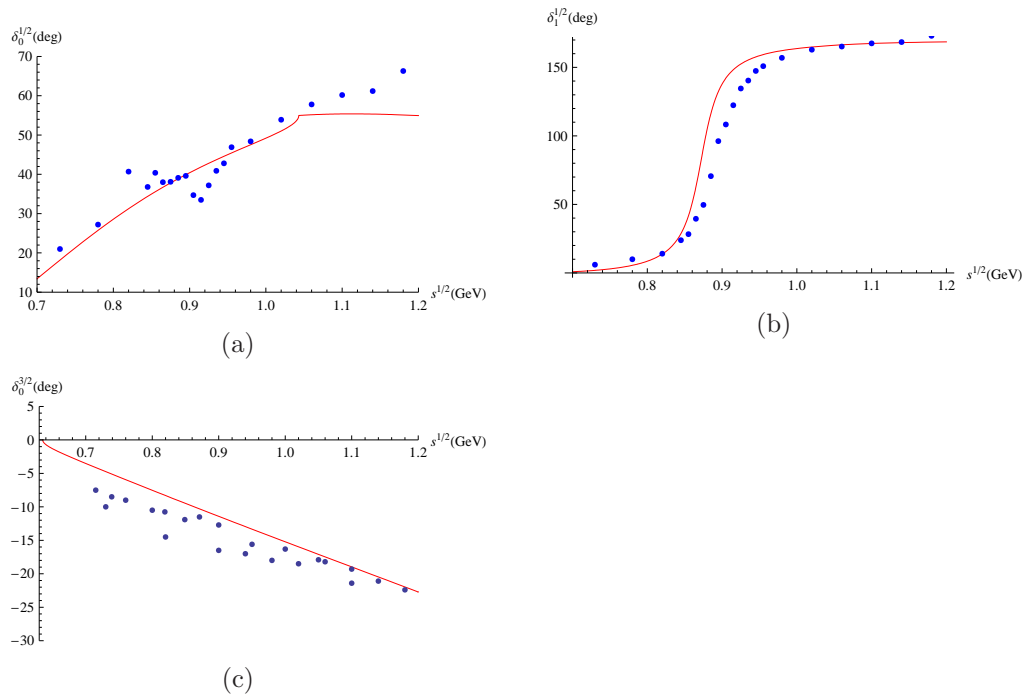 δ₀^{1/2}(deg)
70
60
50
40
30
20
10
0.7 0.8 0.9 1.0 1.1 1.2
s^{1/2}(GeV)
(a)
δ₁^{1/2}(deg)
150
100
50
0.8 0.9 1.0 1.1 1.2
s^{1/2}(GeV)
(b)
δ₀^{3/2}(deg)
5
0
0.7 0.8 0.9 1.0 1.1 1.2
s^{1/2}(GeV)
−5
−10
−15
−20
−25
−30
(c)